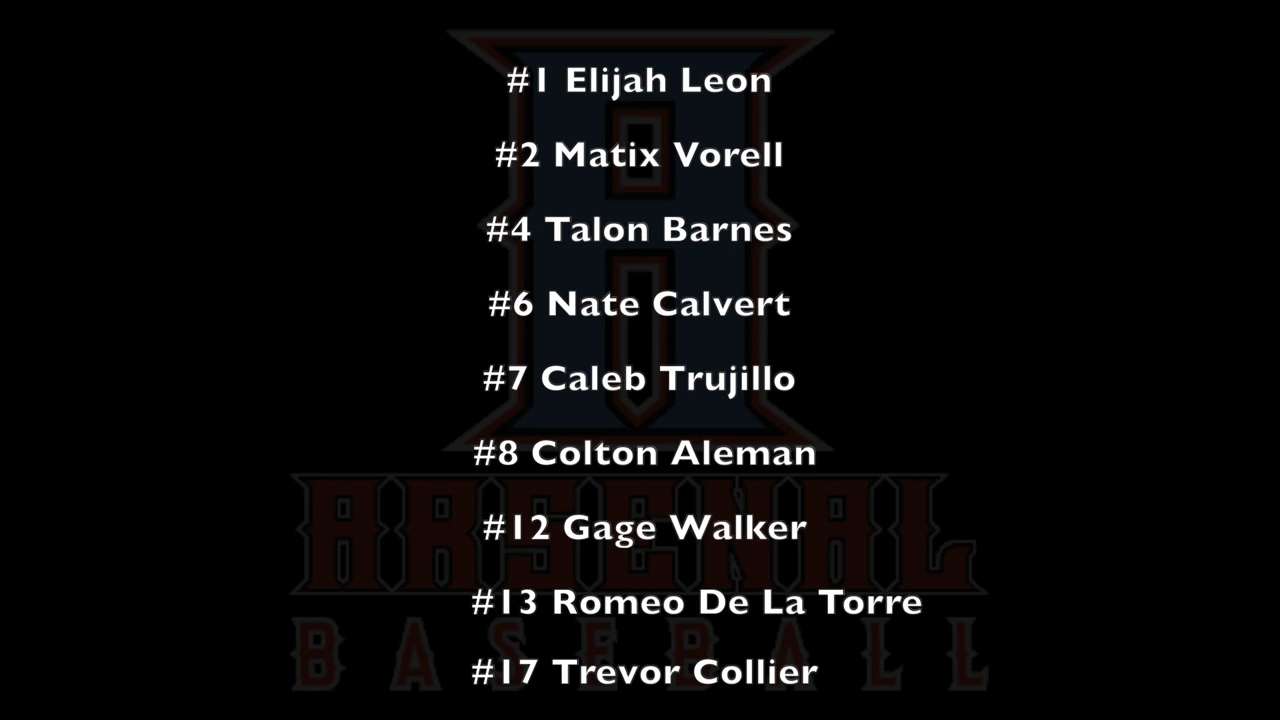 #1 Elijah Leon
#2 Matix Vorell
#4 Talon Barnes
#6 Nate Calvert
#7 Caleb Trujillo
#8 Colton Aleman
#12 Gage Walker
#13 Romeo De La Torre
#17 Trevor Collier
A
ARSENAL
BASEBALL